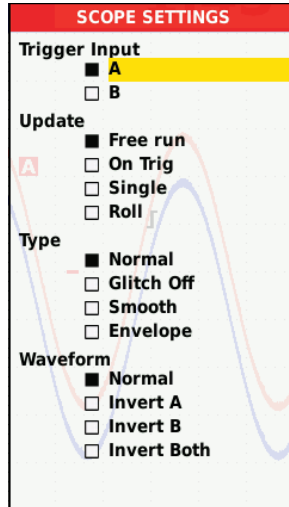 SCOPE SETTINGS
Trigger Input
A
B
Update
Free run
On Trig
A
Single
Roll
Type
Normal
Glitch Off
Smooth
Envelope
Waveform
Normal
Invert A
Invert B
Invert Both